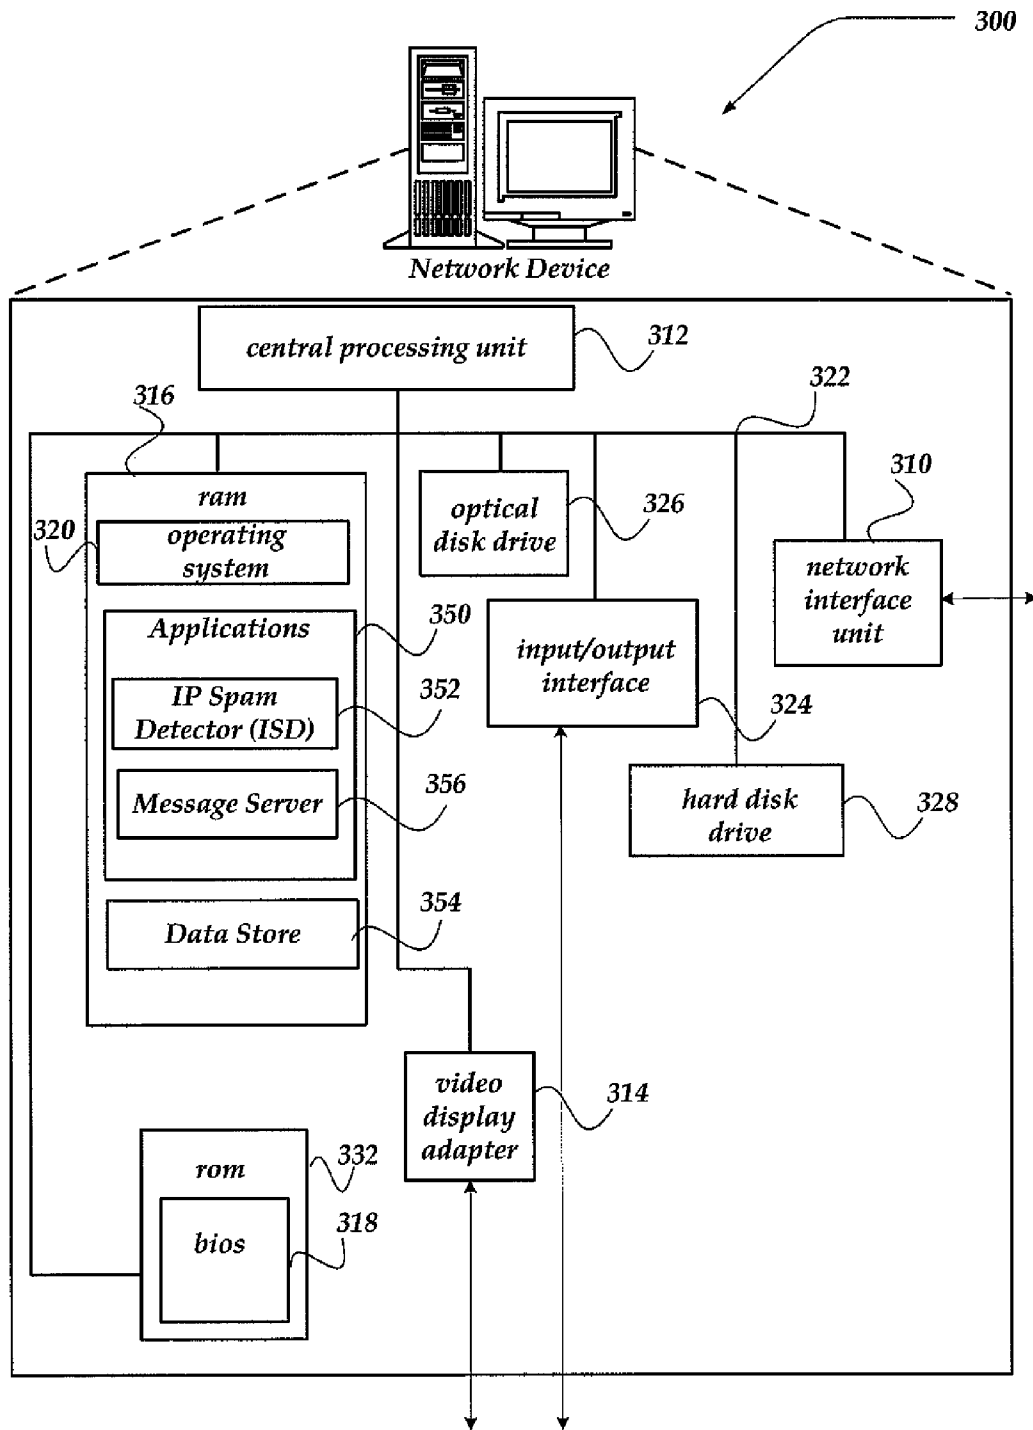 300
Network Device
central processing unit
312
316
322
310
ram
320
operating
system
optical
disk drive
326
network
interface
unit
Applications
350
input/output
interface
324
IP Spam
Detector (ISD)
352
Message Server
356
hard disk
drive
328
Data Store
354
video
display
adapter
314
rom
332
bios
318